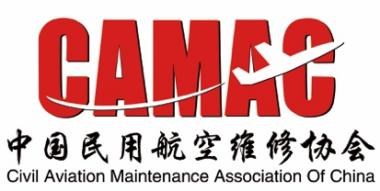 CAMAC
中国民用航空维修协会
Civil Aviation Maintenance Association Of China